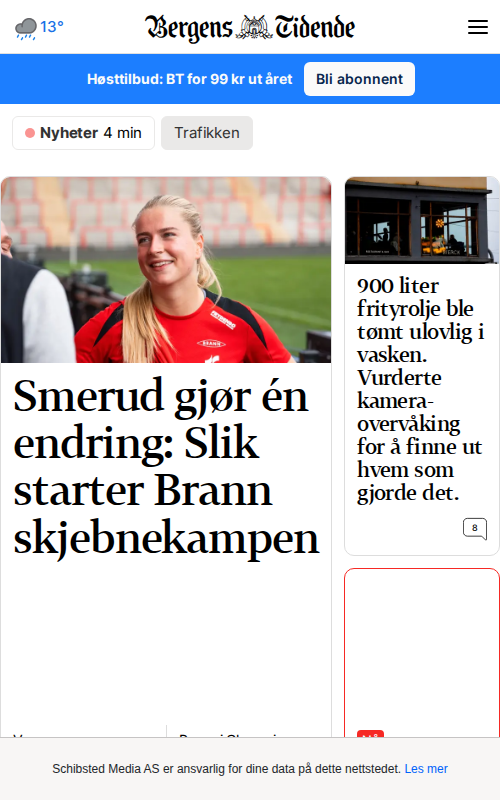 13°
Bergens Tidende
Høsttilbud: BT for 99 kr ut året
Bli abonnent
Nyheter 4 min
Trafikken
BRANN
Smerud gjør én
endring: Slik
starter Brann
skjebnekampen
900 liter
frityrolje ble
tømt ulovlig i
vasken.
Vurderte
kamera-
overvåking
for å finne ut
hvem som
gjorde det.
8
Schibsted Media AS er ansvarlig for dine data på dette nettstedet. Les mer